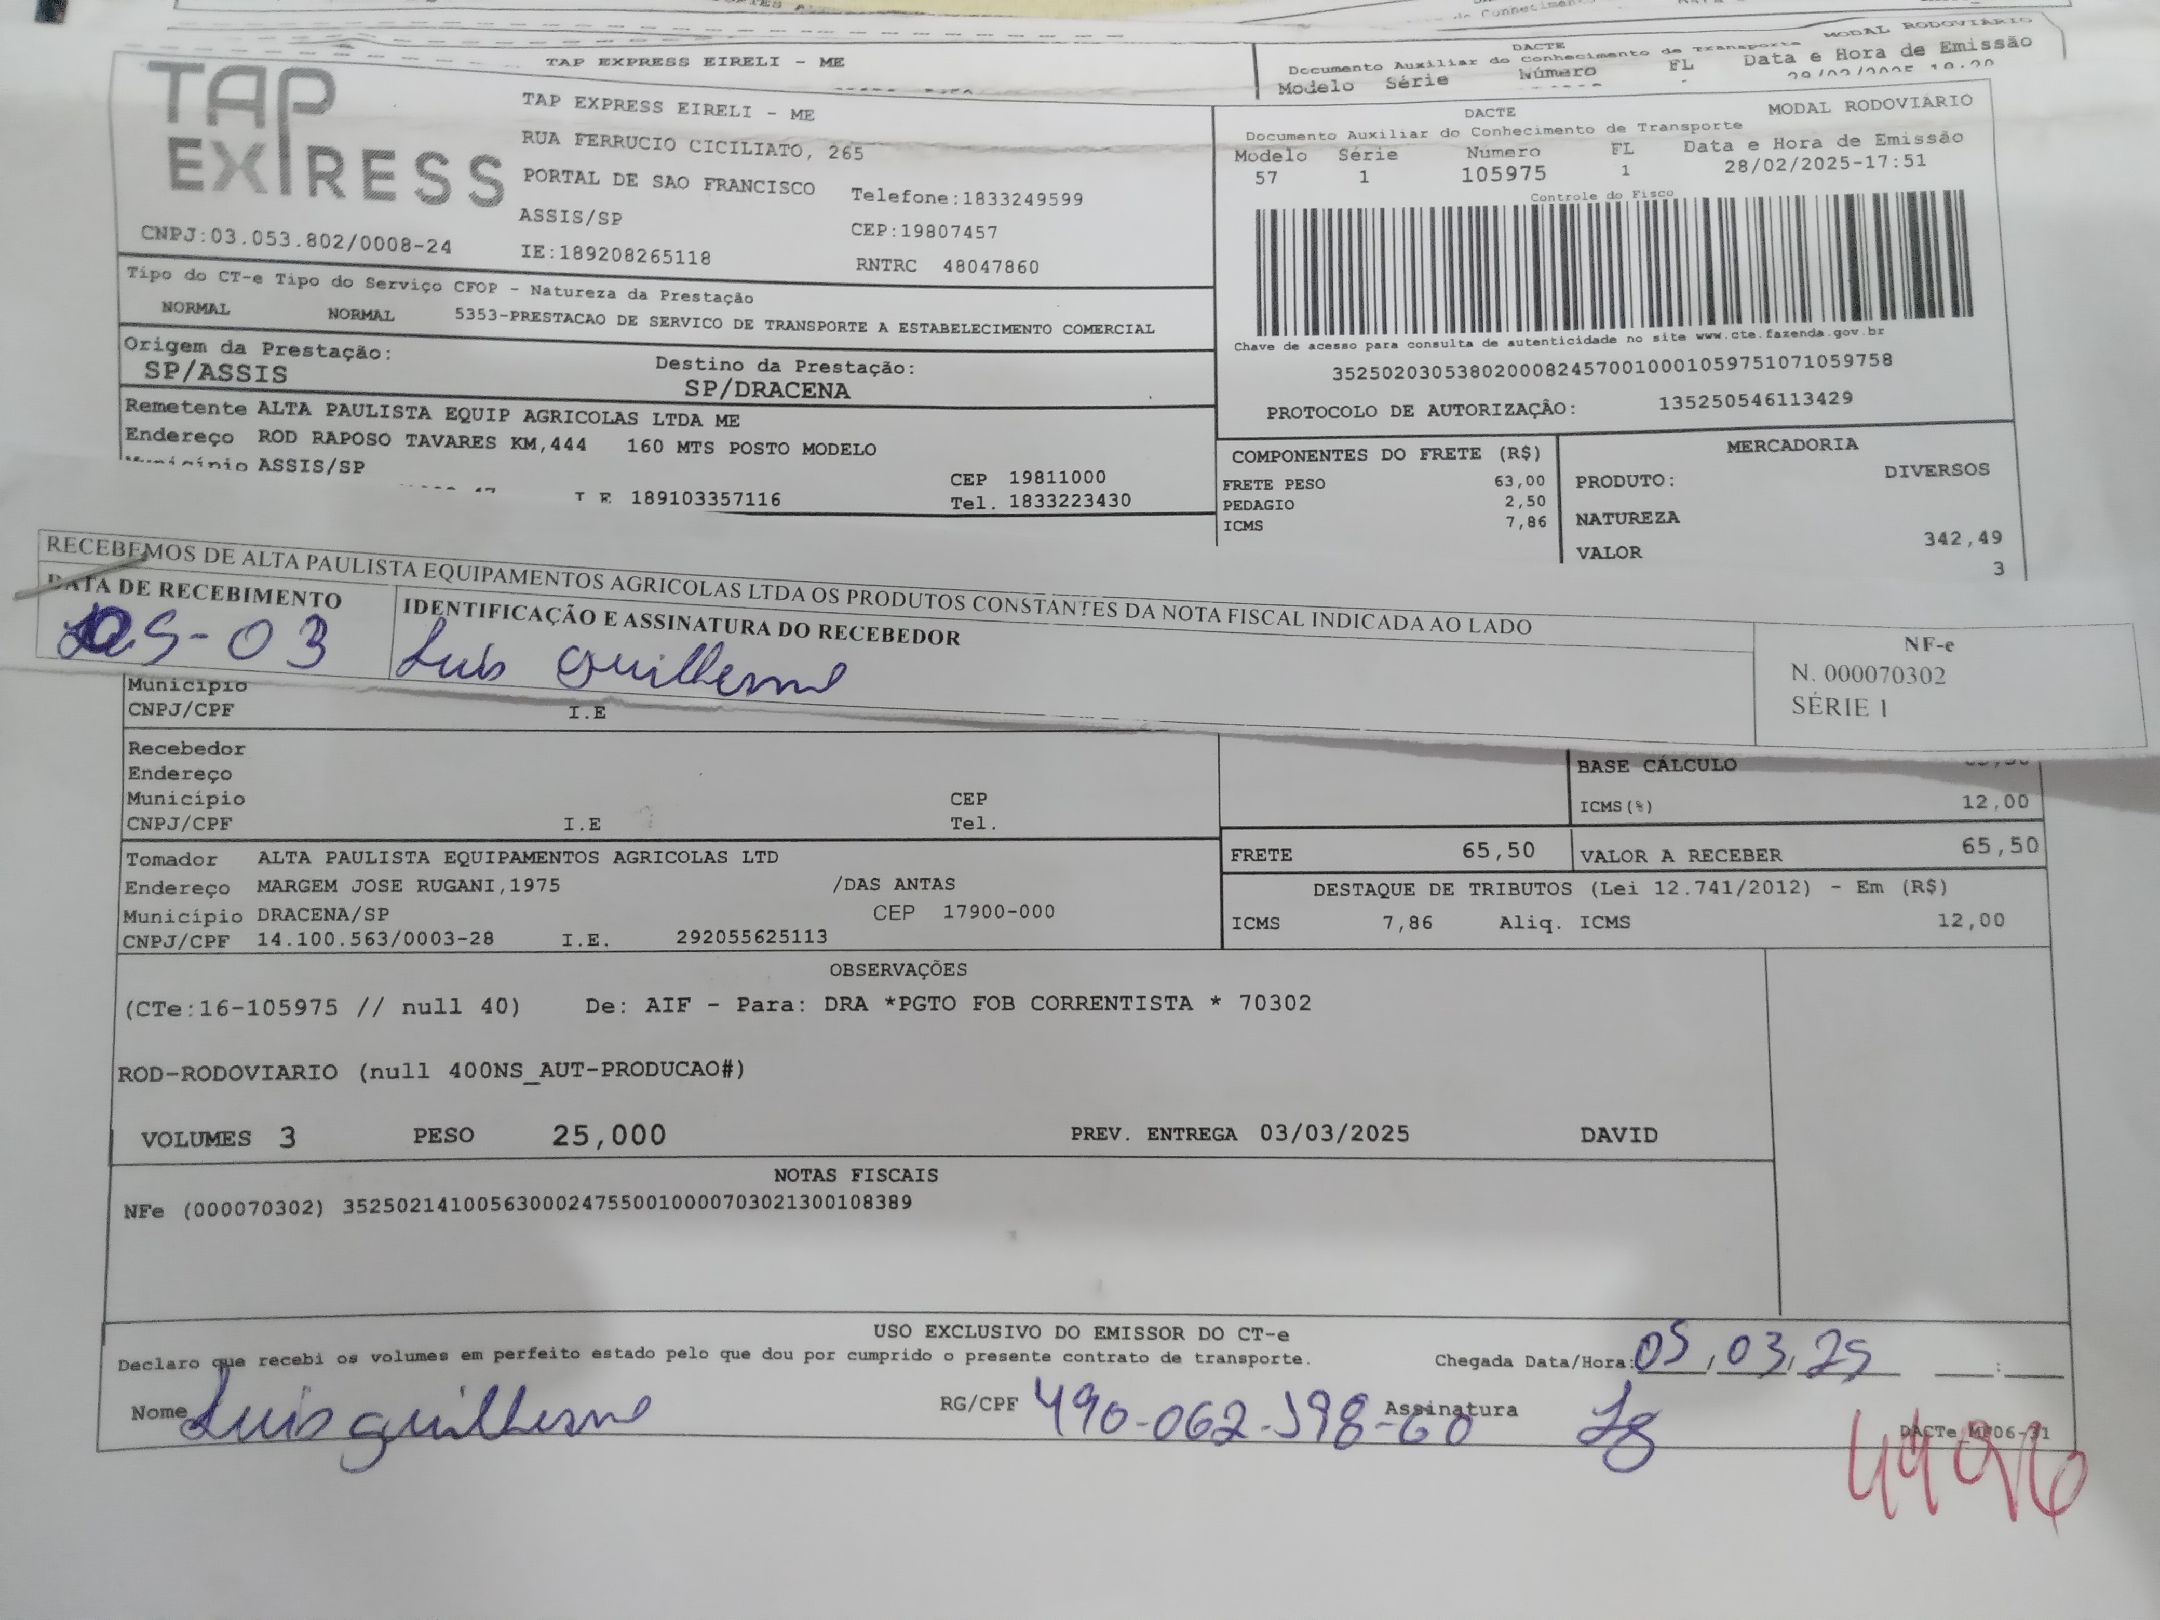 TAP EXPRESS EIRELI - ME
DACTE
MODAL RODOVIÁRIO
Documento Auxiliar do Conhecimento de Transporte
Modelo Série Número FL Data e Hora de Emissão
TAP EXPRESS
CNPJ:03.053.802/0008-24
TAP EXPRESS EIRELI - ME
RUA FERRUCIO CICILIATO, 265
PORTAL DE SAO FRANCISCO Telefone:1833249599
ASSIS/SP CEP:19807457
IE:189208265118 RNTRC 48047860
DACTE MODAL RODOVIÁRIO
Documento Auxiliar do Conhecimento de Transporte
Modelo Série Número FL Data e Hora de Emissão
57 1 105975 1 28/02/2025-17:51
Controle do Fisco
Chave de acesso para consulta de autenticidade no site www.cte.fazenda.gov.br
35250203053802000824570010001059751071059758
PROTOCOLO DE AUTORIZAÇÃO: 135250546113429
Tipo do CT-e Tipo do Serviço CFOP - Natureza da Prestação
NORMAL NORMAL 5353-PRESTACAO DE SERVICO DE TRANSPORTE A ESTABELECIMENTO COMERCIAL
Origem da Prestação: Destino da Prestação:
SP/ASSIS SP/DRACENA
Remetente ALTA PAULISTA EQUIP AGRICOLAS LTDA ME
Endereço ROD RAPOSO TAVARES KM,444 160 MTS POSTO MODELO
Município ASSIS/SP CEP 19811000
189103357116 Tel. 1833223430
COMPONENTES DO FRETE (R$)
FRETE PESO 63,00
PEDAGIO 2,50
ICMS 7,86
MERCADORIA
PRODUTO: DIVERSOS
NATUREZA
VALOR 342,49
3
RECEBEMOS DE ALTA PAULISTA EQUIPAMENTOS AGRICOLAS LTDA OS PRODUTOS CONSTANTES DA NOTA FISCAL INDICADA AO LADO
DATA DE RECEBIMENTO IDENTIFICAÇÃO E ASSINATURA DO RECEBEDOR
-03 Luis Guilherme
NF-e
N. 000070302
SÉRIE 1
Município
CNPJ/CPF I.E
Recebedor
Endereço
Município CEP
CNPJ/CPF I.E Tel.
BASE CÁLCULO
ICMS(%) 12,00
FRETE 65,50 VALOR A RECEBER 65,50
Tomador ALTA PAULISTA EQUIPAMENTOS AGRICOLAS LTD
Endereço MARGEM JOSE RUGANI,1975 /DAS ANTAS
Município DRACENA/SP CEP 17900-000
CNPJ/CPF 14.100.563/0003-28 I.E. 292055625113
DESTAQUE DE TRIBUTOS (Lei 12.741/2012) - Em (R$)
ICMS 7,86 Aliq. ICMS 12,00
OBSERVAÇÕES
(CTe:16-105975 // null 40) De: AIF - Para: DRA *PGTO FOB CORRENTISTA * 70302
ROD-RODOVIARIO (null 400NS_AUT-PRODUCAO#)
VOLUMES 3 PESO 25,000 PREV. ENTREGA 03/03/2025 DAVID
NOTAS FISCAIS
NFe (000070302) 35250214100563000247550010000703021300108389
USO EXCLUSIVO DO EMISSOR DO CT-e
Declaro que recebi os volumes em perfeito estado pelo que dou por cumprido o presente contrato de transporte. Chegada Data/Hora: 05,03,25 :
Nome Luis guilherme RG/CPF 490-062-598-60 Assinatura Lg